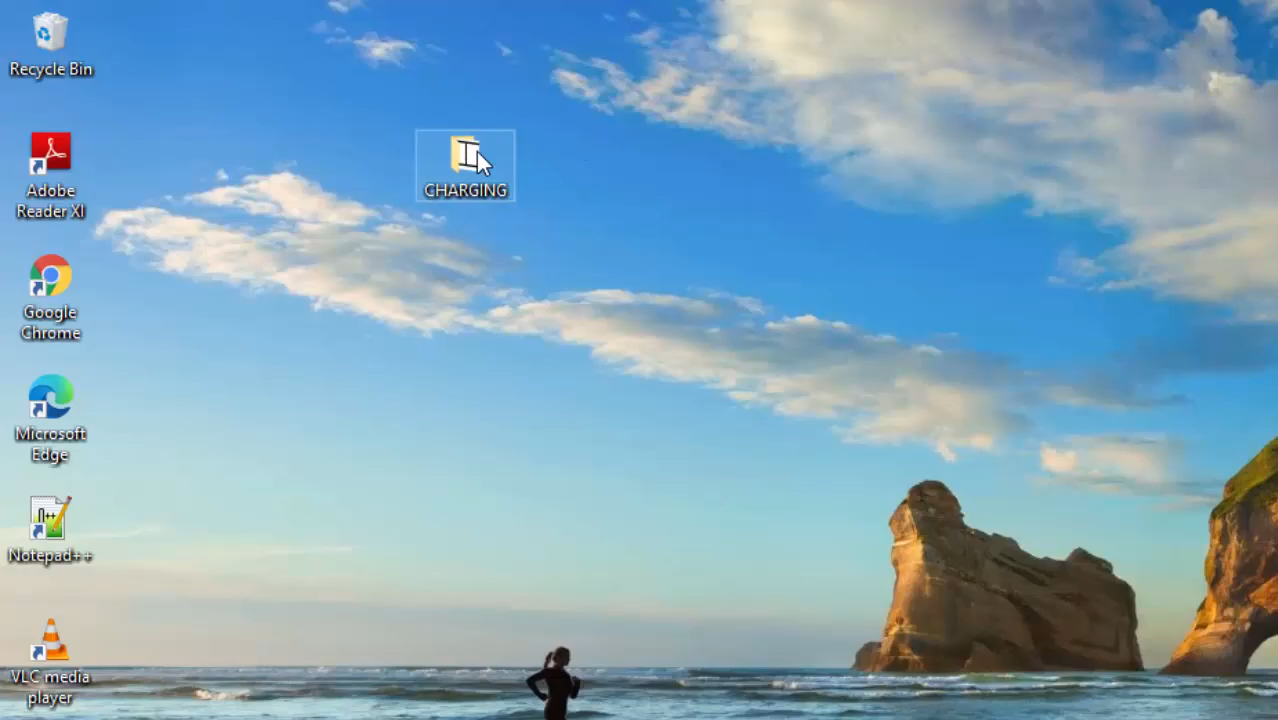 Recycle Bin
CHARGING
Adobe
Reader XI
Google
Chrome
Microsoft
Edge
Notepad++
VLC media
player